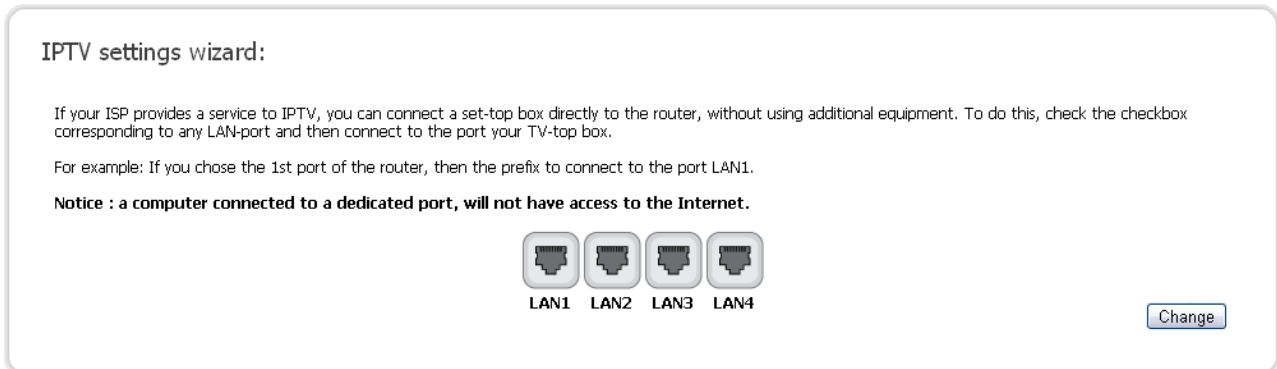 IPTV settings wizard:
If your ISP provides a service to IPTV, you can connect a set-top box directly to the router, without using additional equipment. To do this, check the checkbox
corresponding to any LAN-port and then connect to the port your TV-top box.
For example: If you chose the 1st port of the router, then the prefix to connect to the port LAN1.
Notice : a computer connected to a dedicated port, will not have access to the Internet.
LAN1 LAN2 LAN3 LAN4
Change